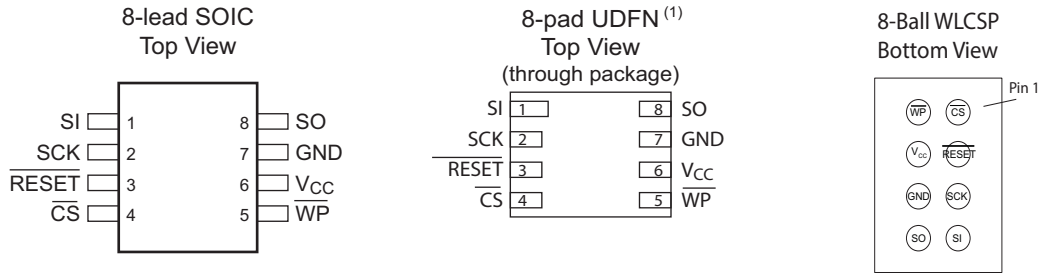 8-lead SOIC
Top View
SI 1 8 SO
SCK 2 7 GND
RESET 3 6 VCC
CS 4 5 WP
8-pad UDFN (1)
Top View
(through package)
SI 1 8 SO
SCK 2 7 GND
RESET 3 6 VCC
CS 4 5 WP
8-Ball WLCSP
Bottom View
Pin 1
WP CS
Vcc RESET
GND SCK
SO SI